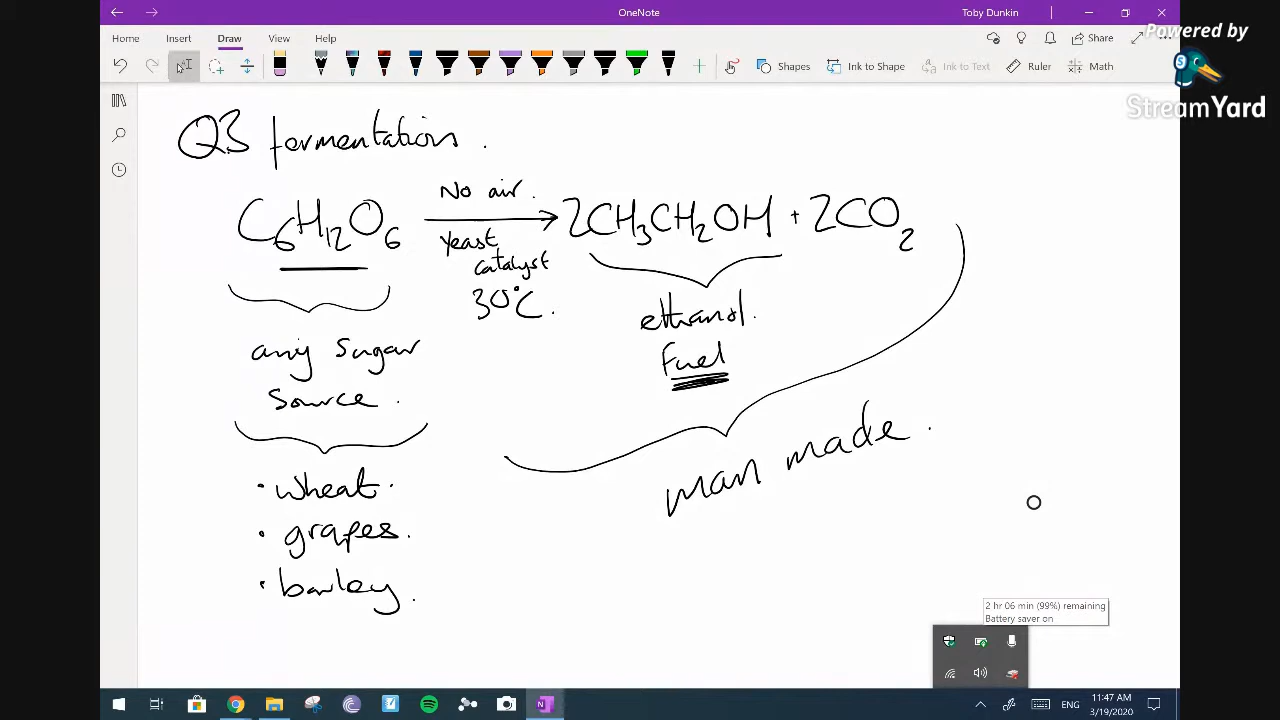 OneNote
Toby Dunkin
Powered by
StreamYard
Home Insert Draw View Help
Share
Shapes Ink to Shape Ink to Text Ruler Math
Q3 fermentation.
C6H12O6 No air. 2CH3CH2OH + 2CO2
yeast
catalyst
30°C.
ethanol.
fuel
any sugar
source.
man made.
• wheat.
• grapes.
• barley.
2 hr 06 min (99%) remaining
Battery saver on
ENG
11:47 AM
3/19/2020